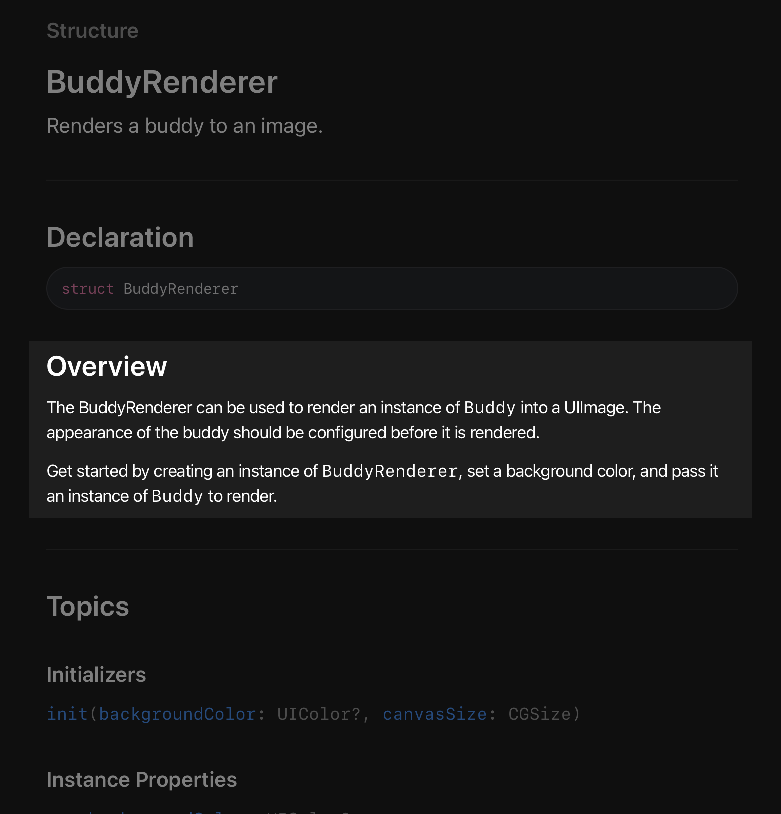 Structure
BuddyRenderer
Renders a buddy to an image.
Declaration
struct BuddyRenderer
Overview
The BuddyRenderer can be used to render an instance of Buddy into a UIImage. The
appearance of the buddy should be configured before it is rendered.
Get started by creating an instance of BuddyRenderer, set a background color, and pass it
an instance of Buddy to render.
Topics
Initializers
init(backgroundColor: UIColor?, canvasSize: CGSize)
Instance Properties